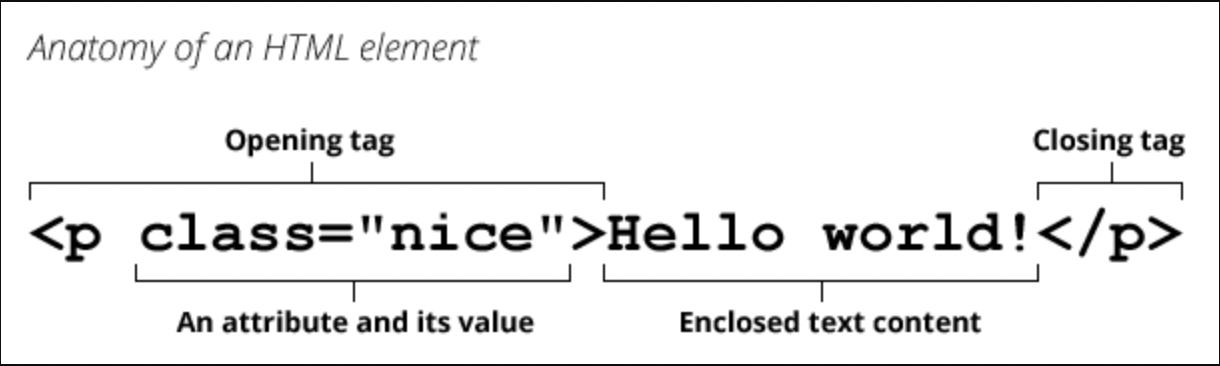 Anatomy of an HTML element
Opening tag Closing tag
<p class="nice">Hello world!</p>
An attribute and its value Enclosed text content